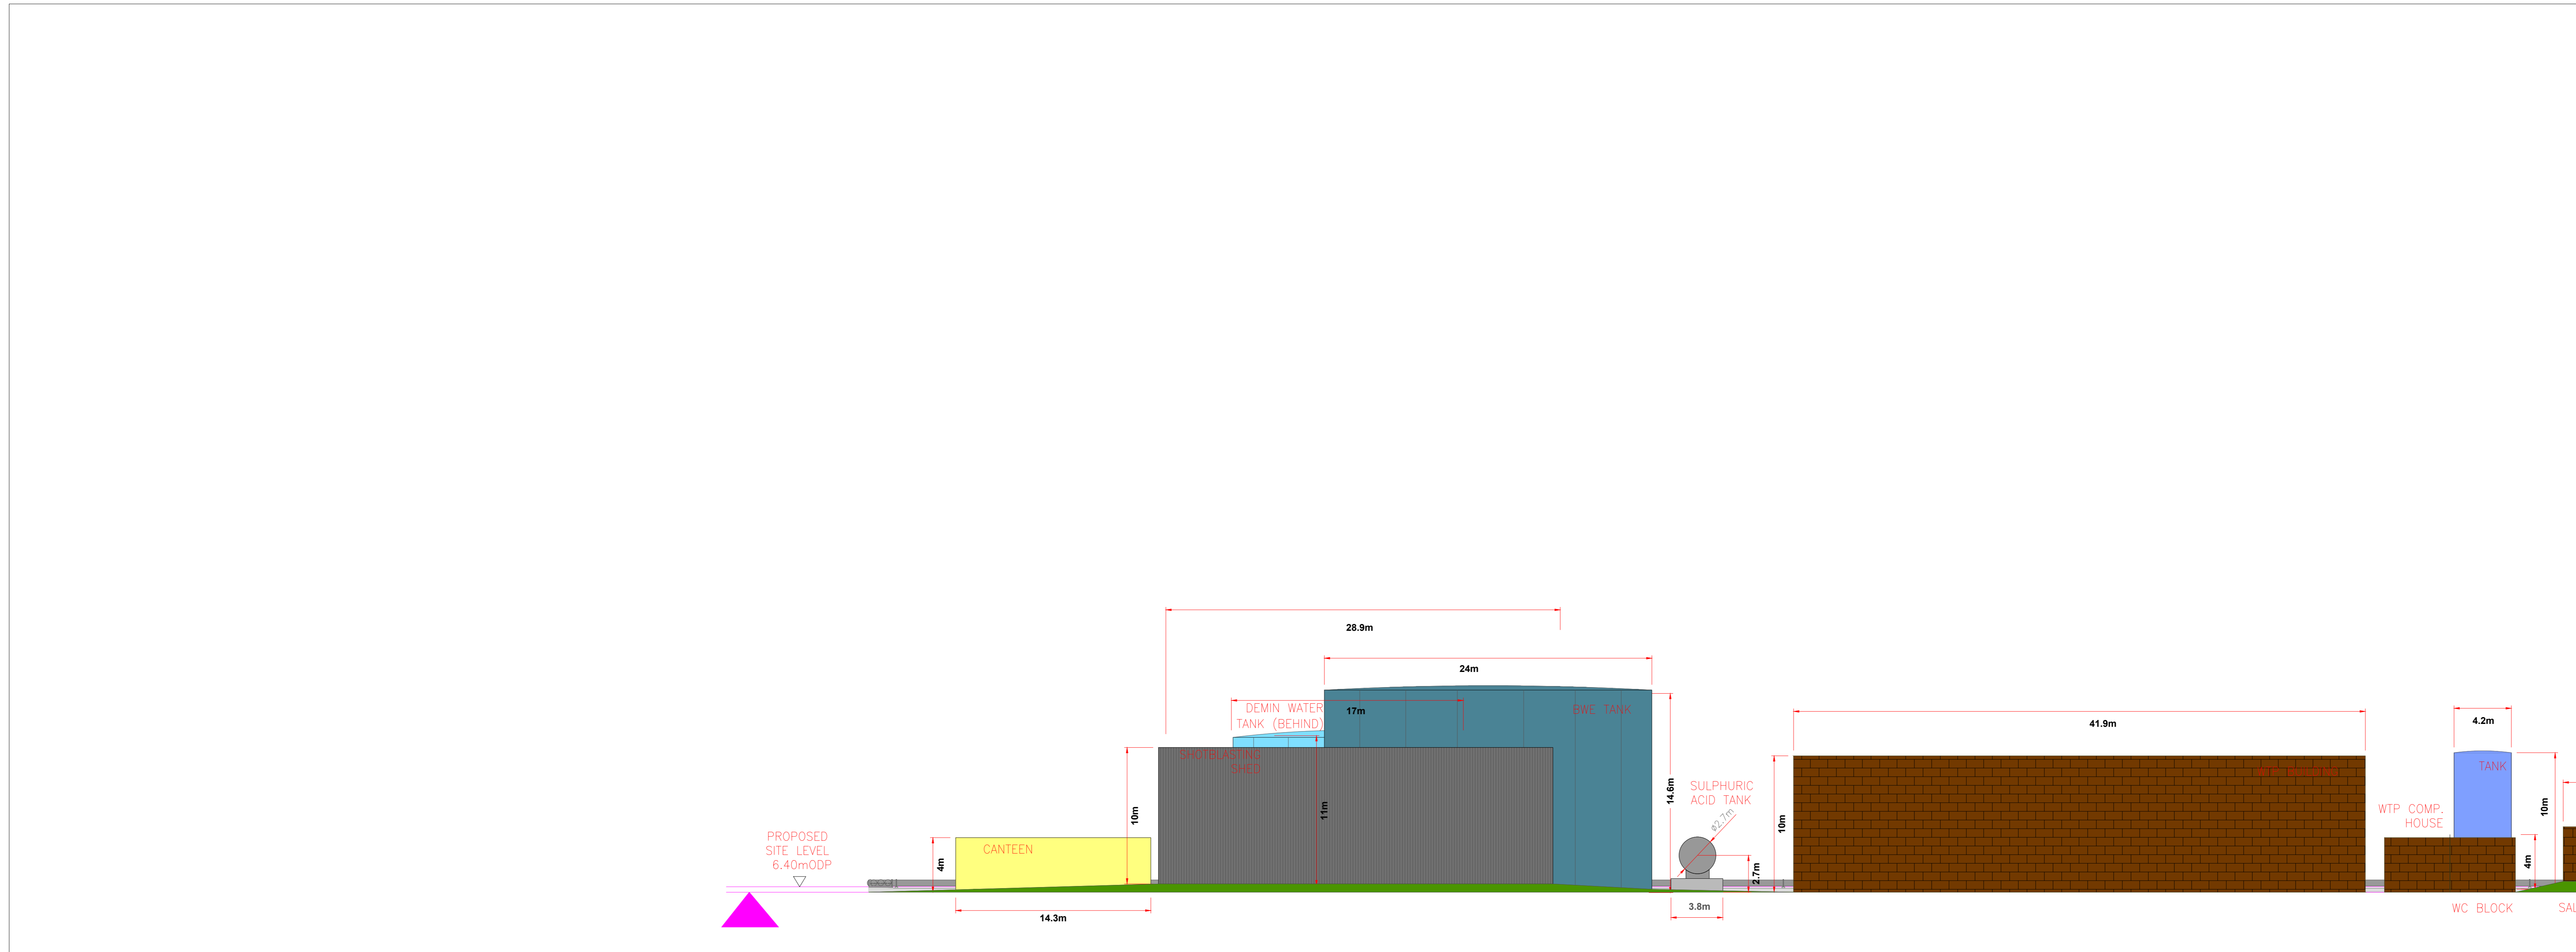 28.9m
24m
DEMIN WATER
TANK (BEHIND)
17m
BWE TANK
SHOTBLASTING
SHED
10m
11m
14.6m
SULPHURIC
ACID TANK
ø2.7m
2.7m
3.8m
PROPOSED
SITE LEVEL
6.40mODP
4m
CANTEEN
14.3m
41.9m
10m
4.2m
TANK
10m
WTP COMP.
HOUSE
4m
WC BLOCK
SAL